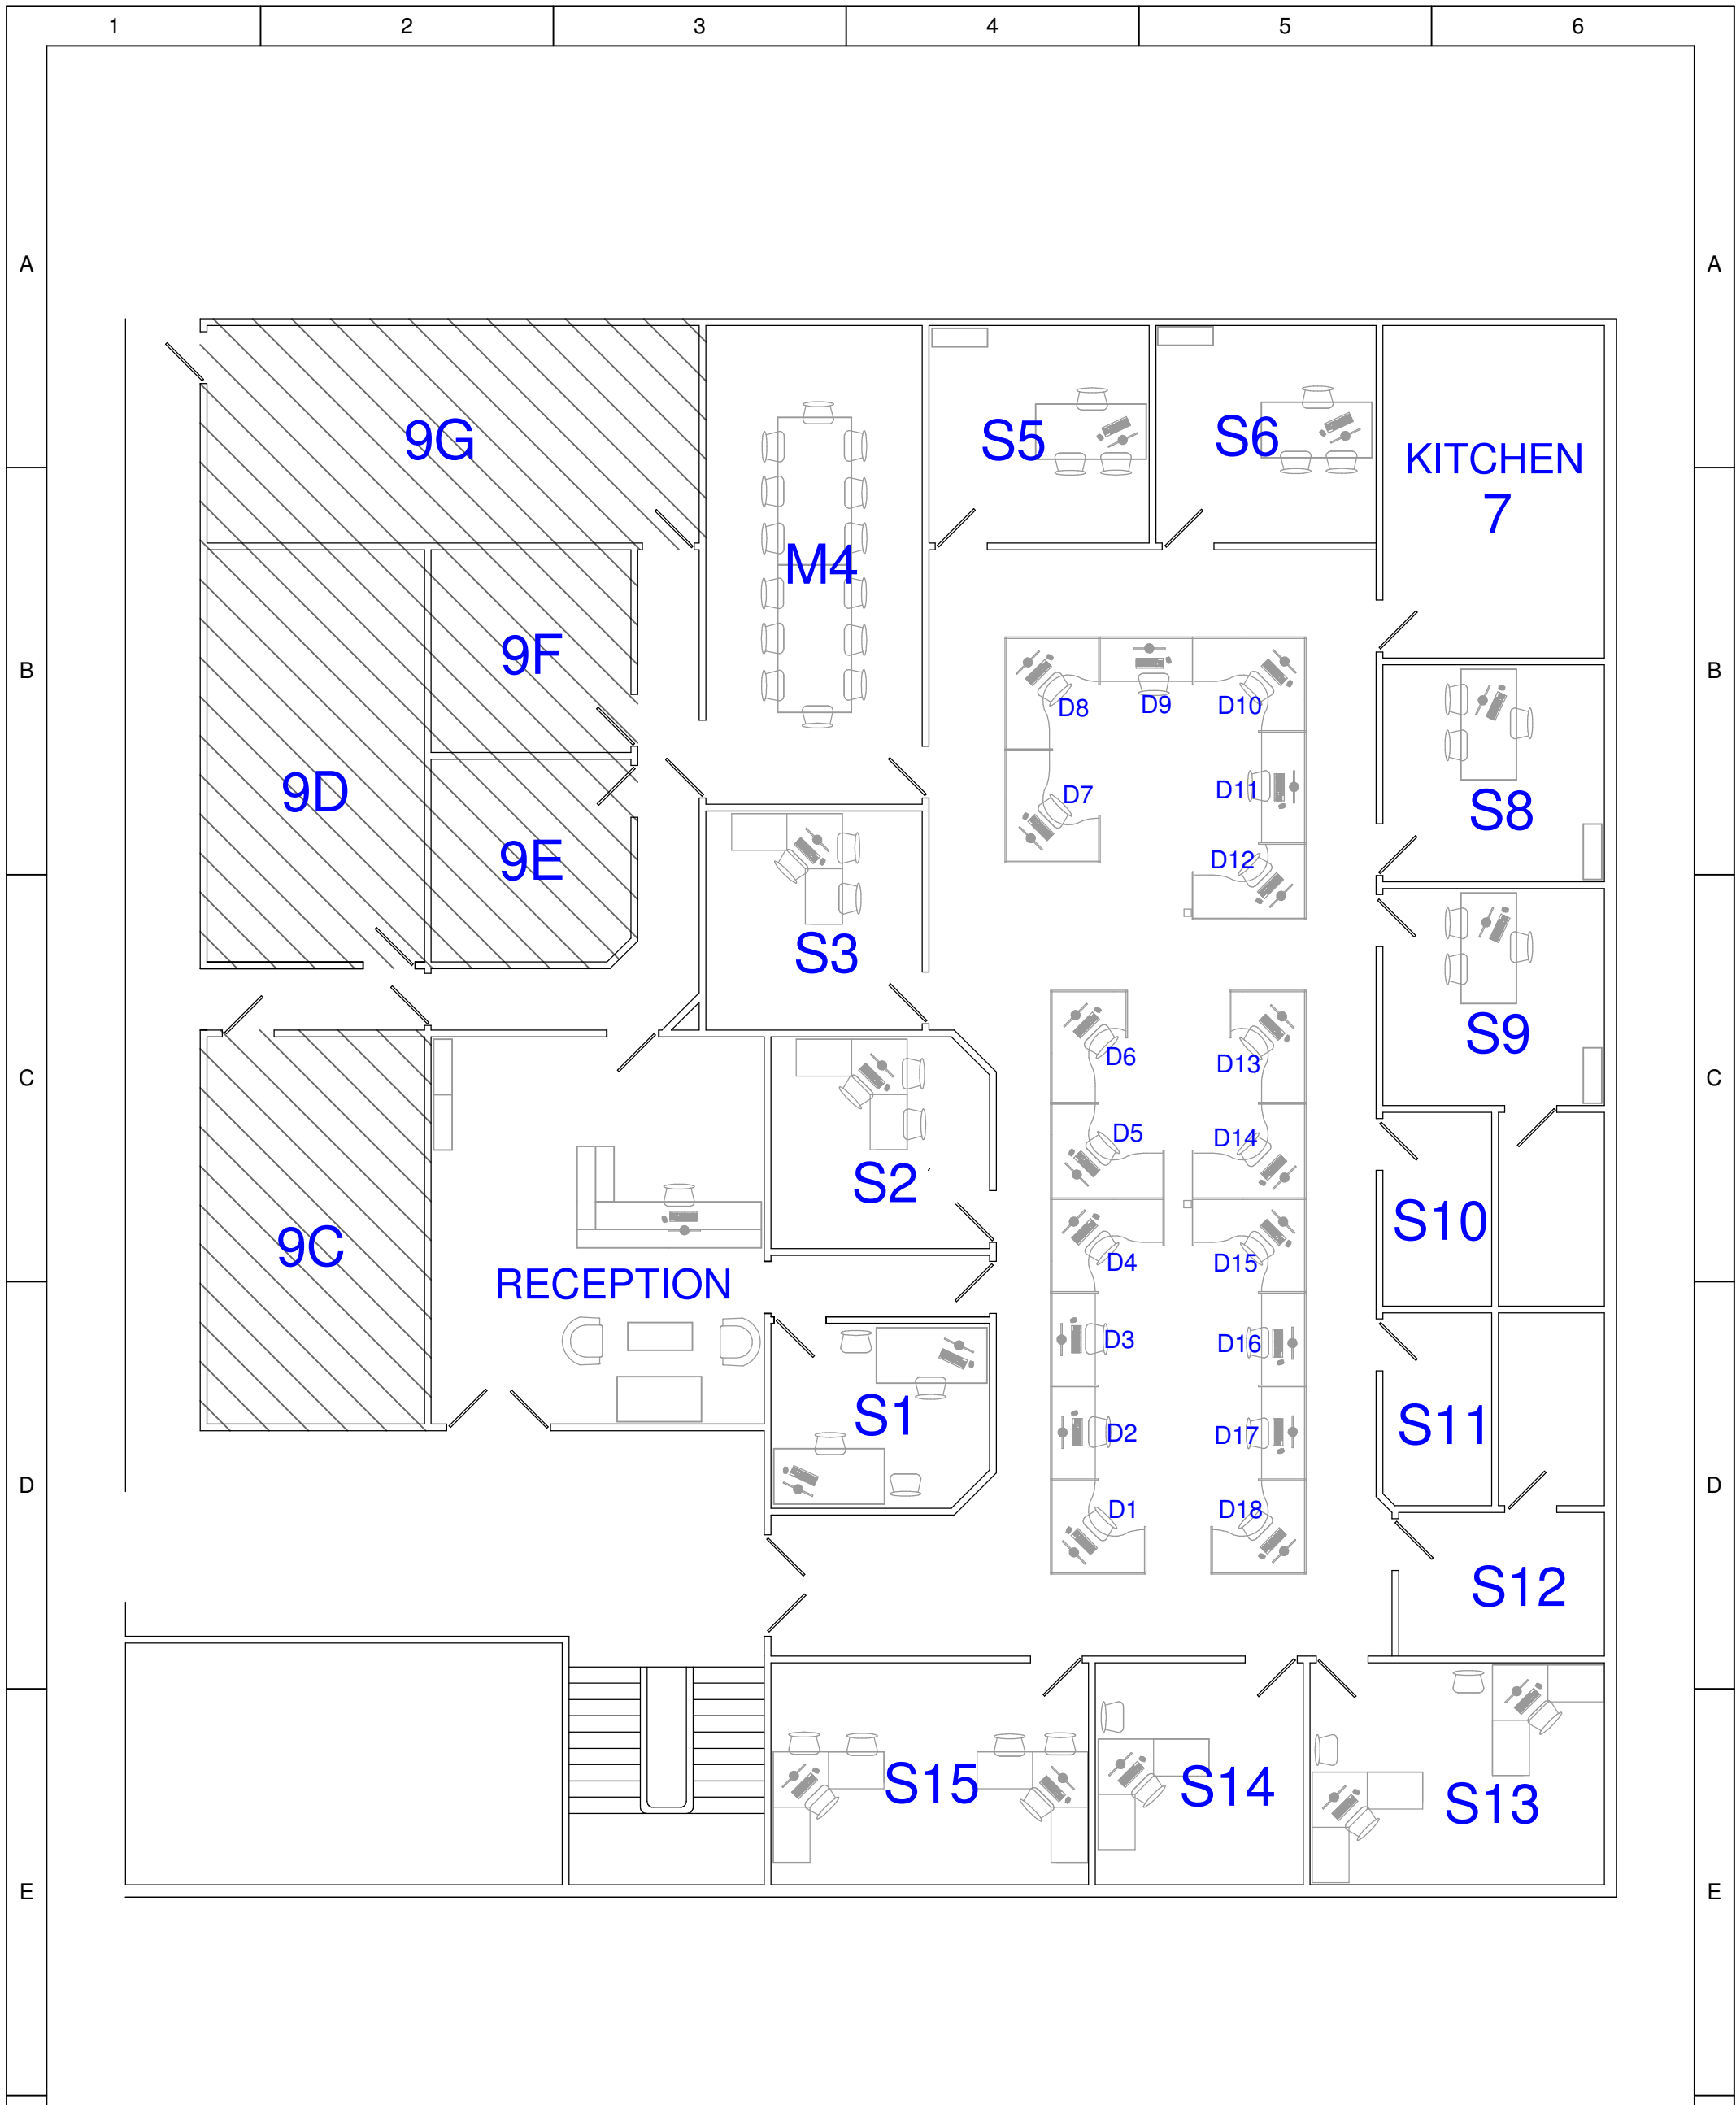 1 2 3 4 5 6
A A
9G S5 S6 KITCHEN
7
M4
9F
B B
D8 D9 D10
9D D7 D11 S8
9E D12
S3 S9
C C
D6 D13
D5 D14
S2 S10
9C D4 D15
RECEPTION
D3 D16
S1 D2 D17 S11
D D
D1 D18
S12
S15 S14 S13
E E